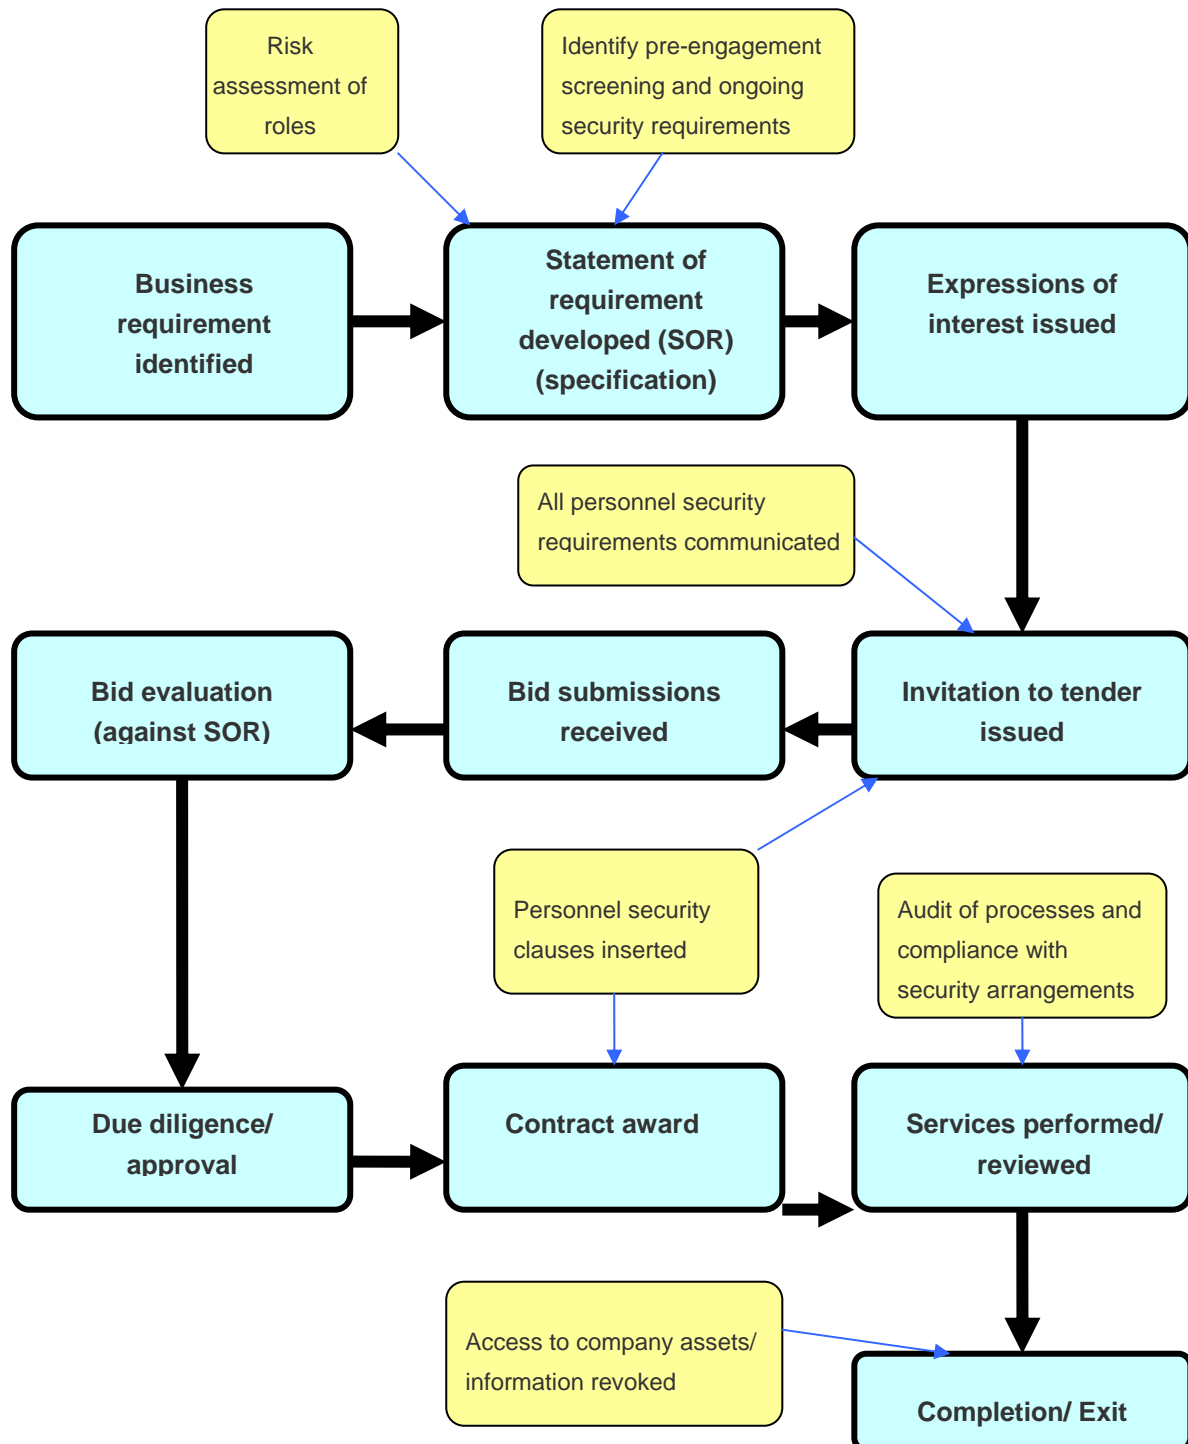 Risk
assessment of
roles
Identify pre-engagement
screening and ongoing
security requirements
Business
requirement
identified
Statement of
requirement
developed (SOR)
(specification)
Expressions of
interest issued
All personnel security
requirements communicated
Bid evaluation
(against SOR)
Bid submissions
received
Invitation to tender
issued
Personnel security
clauses inserted
Audit of processes and
compliance with
security arrangements
Due diligence/
approval
Contract award
Services performed/
reviewed
Access to company assets/
information revoked
Completion/ Exit